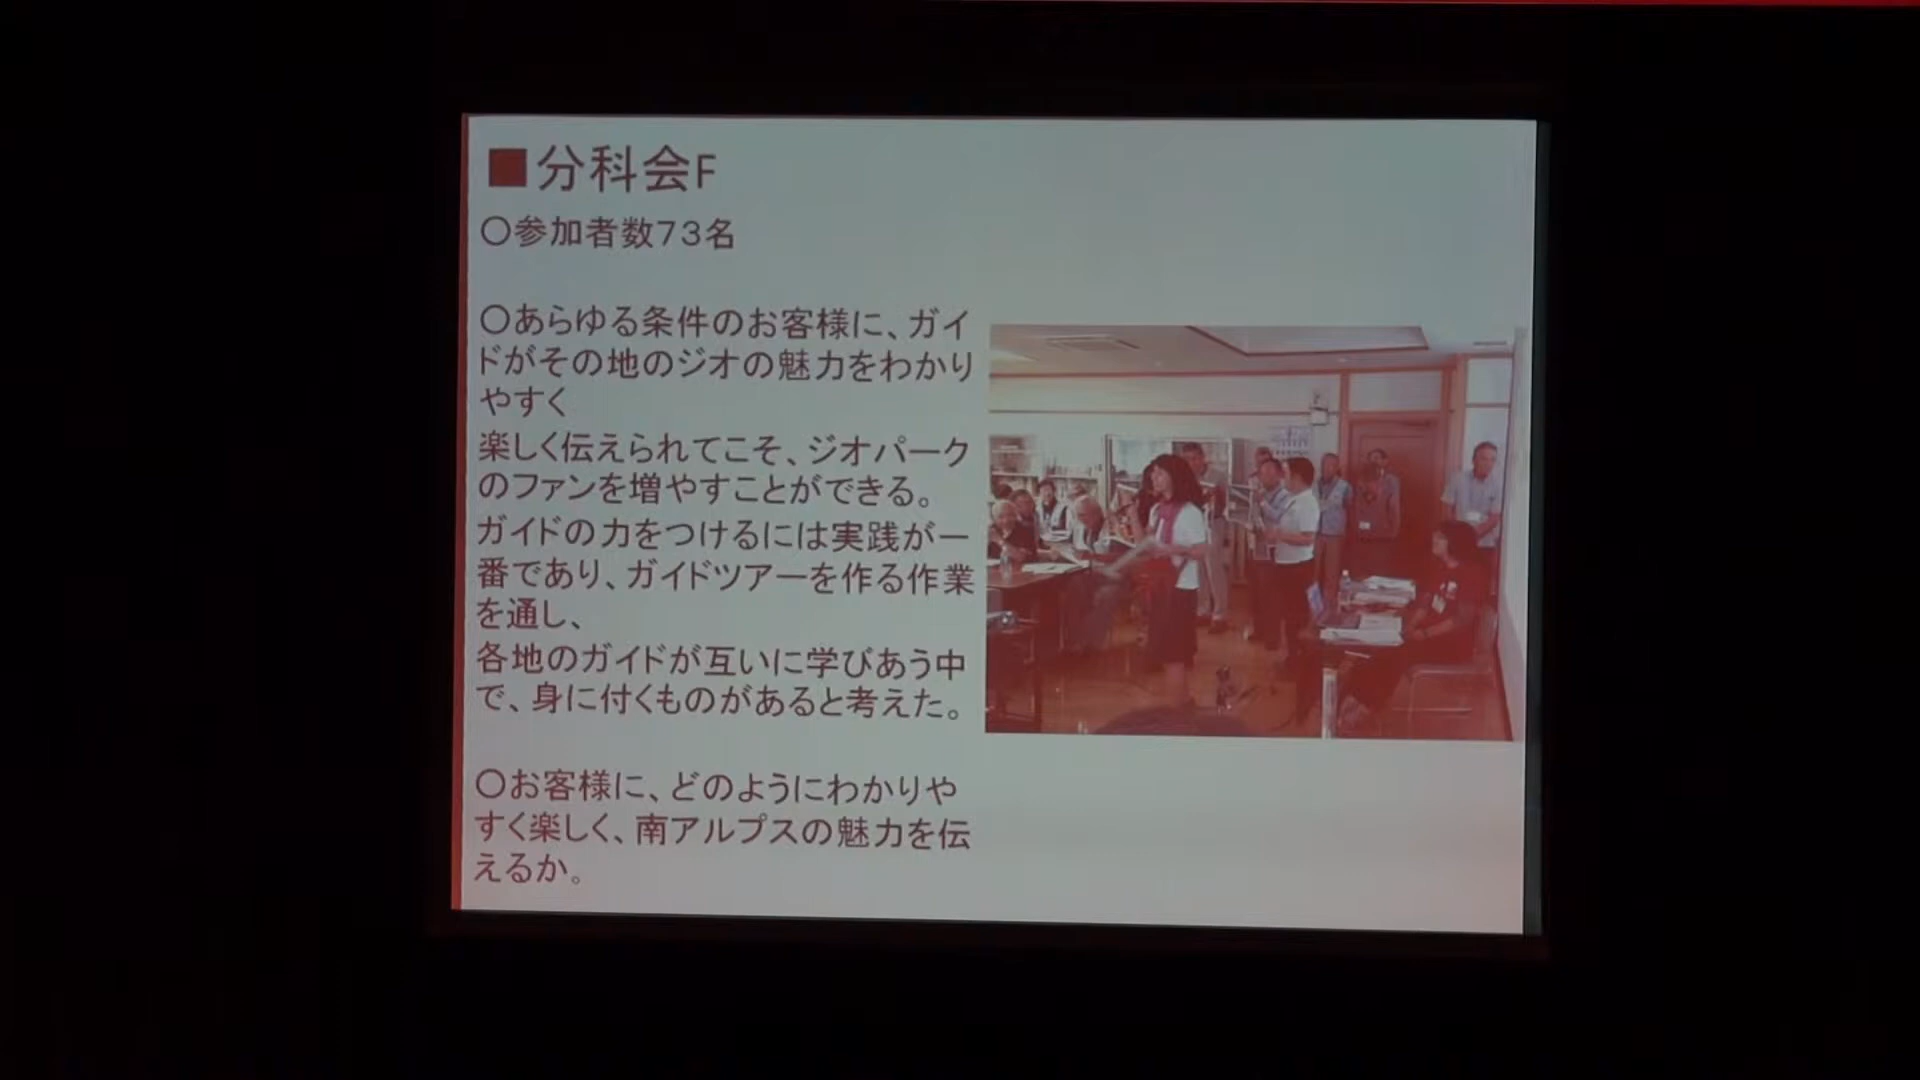 ■分科会F
〇参加者数73名
〇あらゆる条件のお客様に、ガイ
ドがその地のジオの魅力をわかり
やすく
楽しく伝えられてこそ、ジオパーク
のファンを増やすことができる。
ガイドの力をつけるには実践が一
番であり、ガイドツアーを作る作業
を通し、
各地のガイドが互いに学びあう中
で、身に付くものがあると考えた。
〇お客様に、どのようにわかりや
すく楽しく、南アルプスの魅力を伝
えるか。